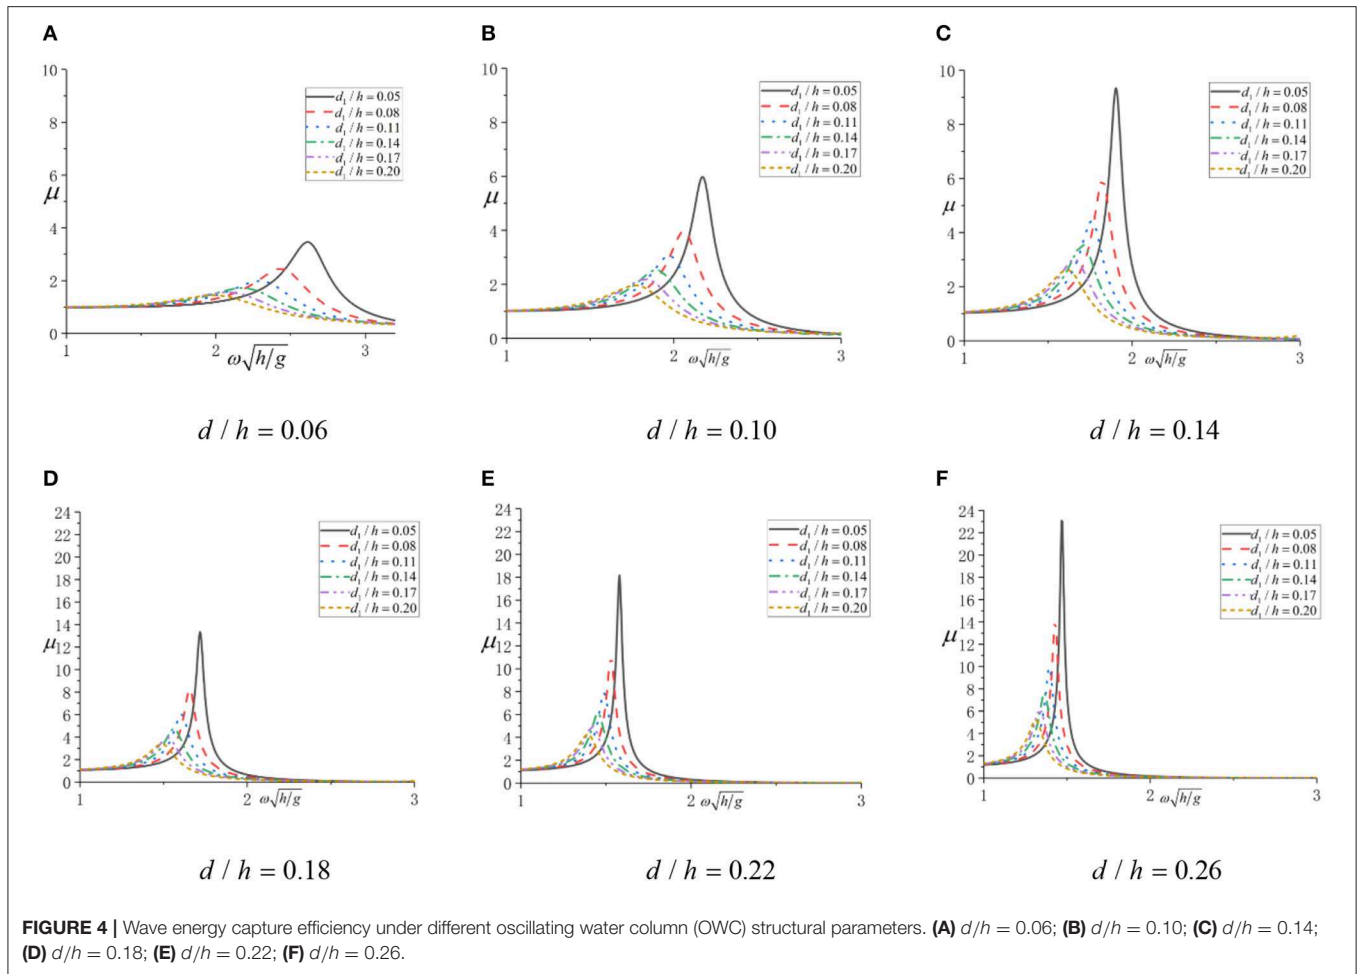 A
10
8
6
μ
4
2
0
1
2
3
ω√h/g
d₁ / h = 0.05
d₁ / h = 0.08
d₁ / h = 0.11
d₁ / h = 0.14
d₁ / h = 0.17
d₁ / h = 0.20
d / h = 0.06
B
10
8
6
μ
4
2
0
1
2
3
ω√h/g
d₁ / h = 0.05
d₁ / h = 0.08
d₁ / h = 0.11
d₁ / h = 0.14
d₁ / h = 0.17
d₁ / h = 0.20
d / h = 0.10
C
10
8
6
μ
4
2
0
1
2
3
ω√h/g
d₁ / h = 0.05
d₁ / h = 0.08
d₁ / h = 0.11
d₁ / h = 0.14
d₁ / h = 0.17
d₁ / h = 0.20
d / h = 0.14
D
24
22
20
18
16
14
μ12
10
8
6
4
2
0
1
2
3
ω√h/g
d₁ / h = 0.05
d₁ / h = 0.08
d₁ / h = 0.11
d₁ / h = 0.14
d₁ / h = 0.17
d₁ / h = 0.20
d / h = 0.18
E
24
22
20
18
16
14
μ12
10
8
6
4
2
0
1
2
3
ω√h/g
d₁ / h = 0.05
d₁ / h = 0.08
d₁ / h = 0.11
d₁ / h = 0.14
d₁ / h = 0.17
d₁ / h = 0.20
d / h = 0.22
F
24
22
20
18
16
14
μ12
10
8
6
4
2
0
1
2
3
ω√h/g
d₁ / h = 0.05
d₁ / h = 0.08
d₁ / h = 0.11
d₁ / h = 0.14
d₁ / h = 0.17
d₁ / h = 0.20
d / h = 0.26
FIGURE 4 | Wave energy capture efficiency under different oscillating water column (OWC) structural parameters. (A) d/h = 0.06; (B) d/h = 0.10; (C) d/h = 0.14;
(D) d/h = 0.18; (E) d/h = 0.22; (F) d/h = 0.26.